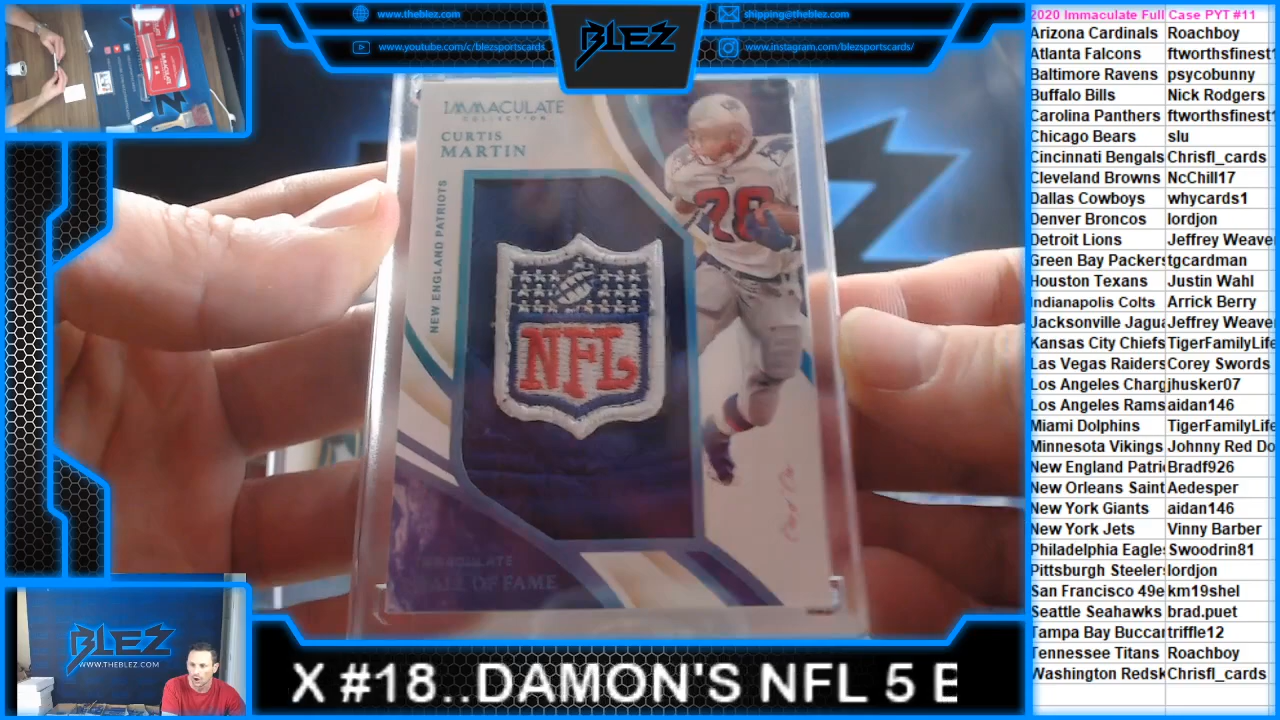 www.theblez.com
www.youtube.com/c/blezsportscards
BLEZ
shipping@theblez.com
www.instagram.com/blezsportscards/
IMMACULATE
COLLECTION
CURTIS
MARTIN
NEW ENGLAND PATRIOTS
NFL
28
IMMACULATE
HALL OF FAME
BLEZ
WWW.THEBLEZ.COM
X #18..DAMON'S NFL 5 B
2020 Immaculate Full Case PYT #11
Arizona Cardinals Roachboy
Atlanta Falcons ftworthsfinest1
Baltimore Ravens psycobunny
Buffalo Bills Nick Rodgers
Carolina Panthers ftworthsfinest1
Chicago Bears slu
Cincinnati Bengals Chrisfl_cards
Cleveland Browns NcChill17
Dallas Cowboys whycards1
Denver Broncos lordjon
Detroit Lions Jeffrey Weave
Green Bay Packers tgcardman
Houston Texans Justin Wahl
Indianapolis Colts Arrick Berry
Jacksonville Jagua Jeffrey Weave
Kansas City Chiefs TigerFamilyLife
Las Vegas Raiders Corey Swords
Los Angeles Charg jhusker07
Los Angeles Rams aidan146
Miami Dolphins TigerFamilyLife
Minnesota Vikings Johnny Red Do
New England Patri Bradf926
New Orleans Saint Aedesper
New York Giants aidan146
New York Jets Vinny Barber
Philadelphia Eagle Swoodrin81
Pittsburgh Steeler lordjon
San Francisco 49e km19shel
Seattle Seahawks brad.puet
Tampa Bay Buccar triffle12
Tennessee Titans Roachboy
Washington Redsk Chrisfl_cards